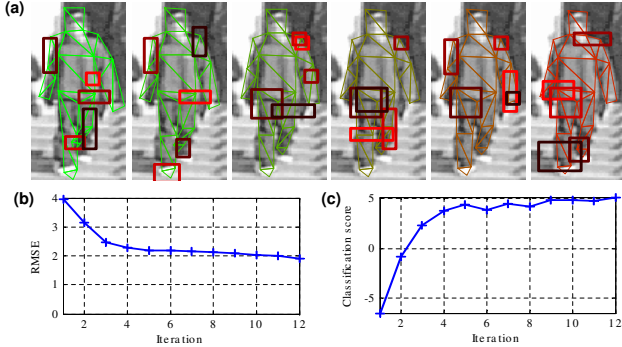 (a)
(b)
4
3
2
1
0
RMSE
2 4 6 8 10 12
Iteration
(c)
5
0
-5
Classification score
2 4 6 8 10 12
Iteration